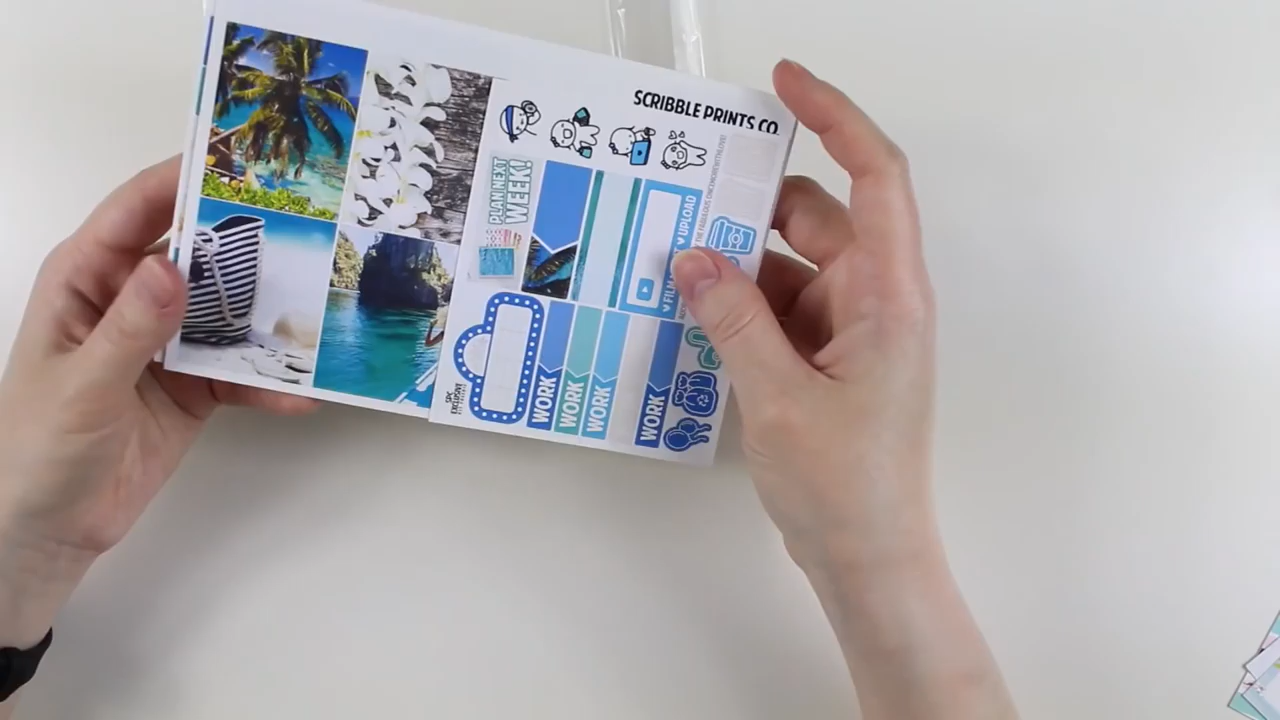 SCRIBBLE PRINTS CO.
PLAN NEXT
WEEK!
UPLOAD
FILM
SPC
EXCLUSIVE
WORK
WORK
WORK
WORK